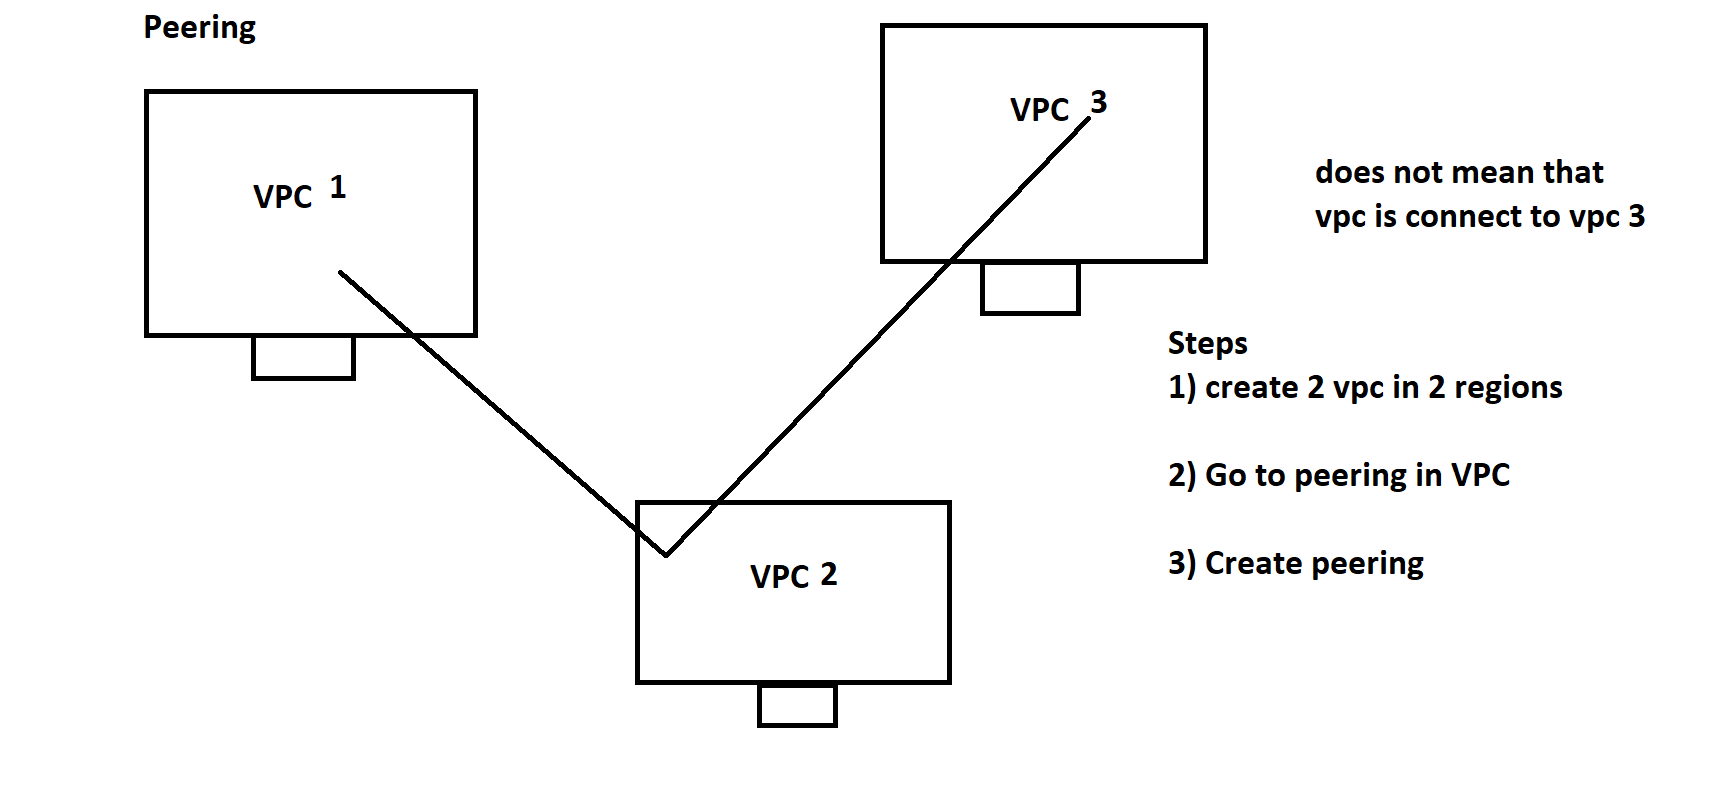 Peering
VPC 1
VPC 3
does not mean that
vpc is connect to vpc 3
Steps
1) create 2 vpc in 2 regions
2) Go to peering in VPC
3) Create peering
VPC 2